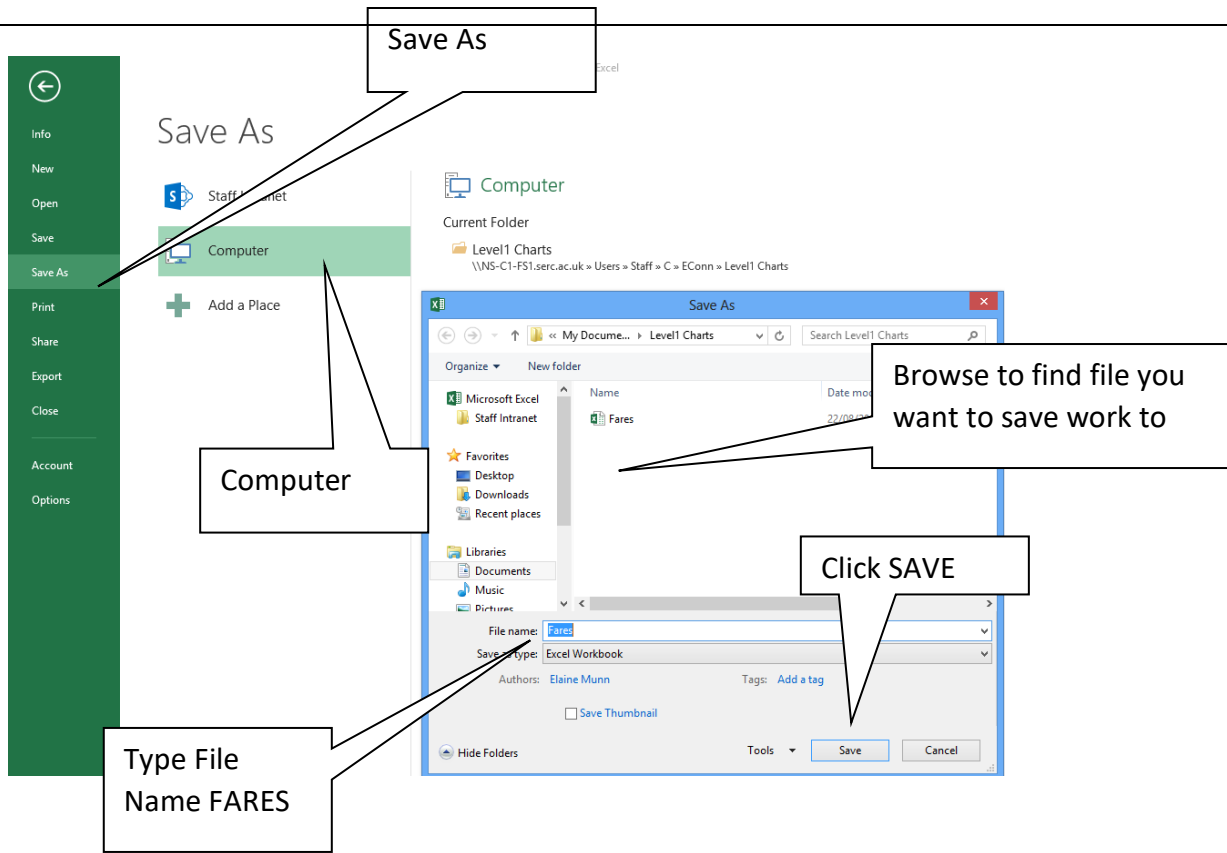 Save As
Excel
Info
New
Open
Save
Save As
Print
Share
Export
Close
Account
Options
Save As
Staff Intranet
Computer
Add a Place
Computer
Current Folder
Level1 Charts
\\NS-C1-FS1.serc.ac.uk » Users » Staff » C » EConn » Level1 Charts
Save As
« My Docume... Level1 Charts
Search Level1 Charts
Organize
New folder
Microsoft Excel
Staff Intranet
Favorites
Desktop
Downloads
Recent places
Libraries
Documents
Music
Pictures
Name
Date
Fares
Browse to find file you
want to save work to
Computer
Click SAVE
File name: Fares
Save as type: Excel Workbook
Authors: Elaine Munn
Tags: Add a tag
Save Thumbnail
Hide Folders
Tools
Save
Cancel
Type File
Name FARES